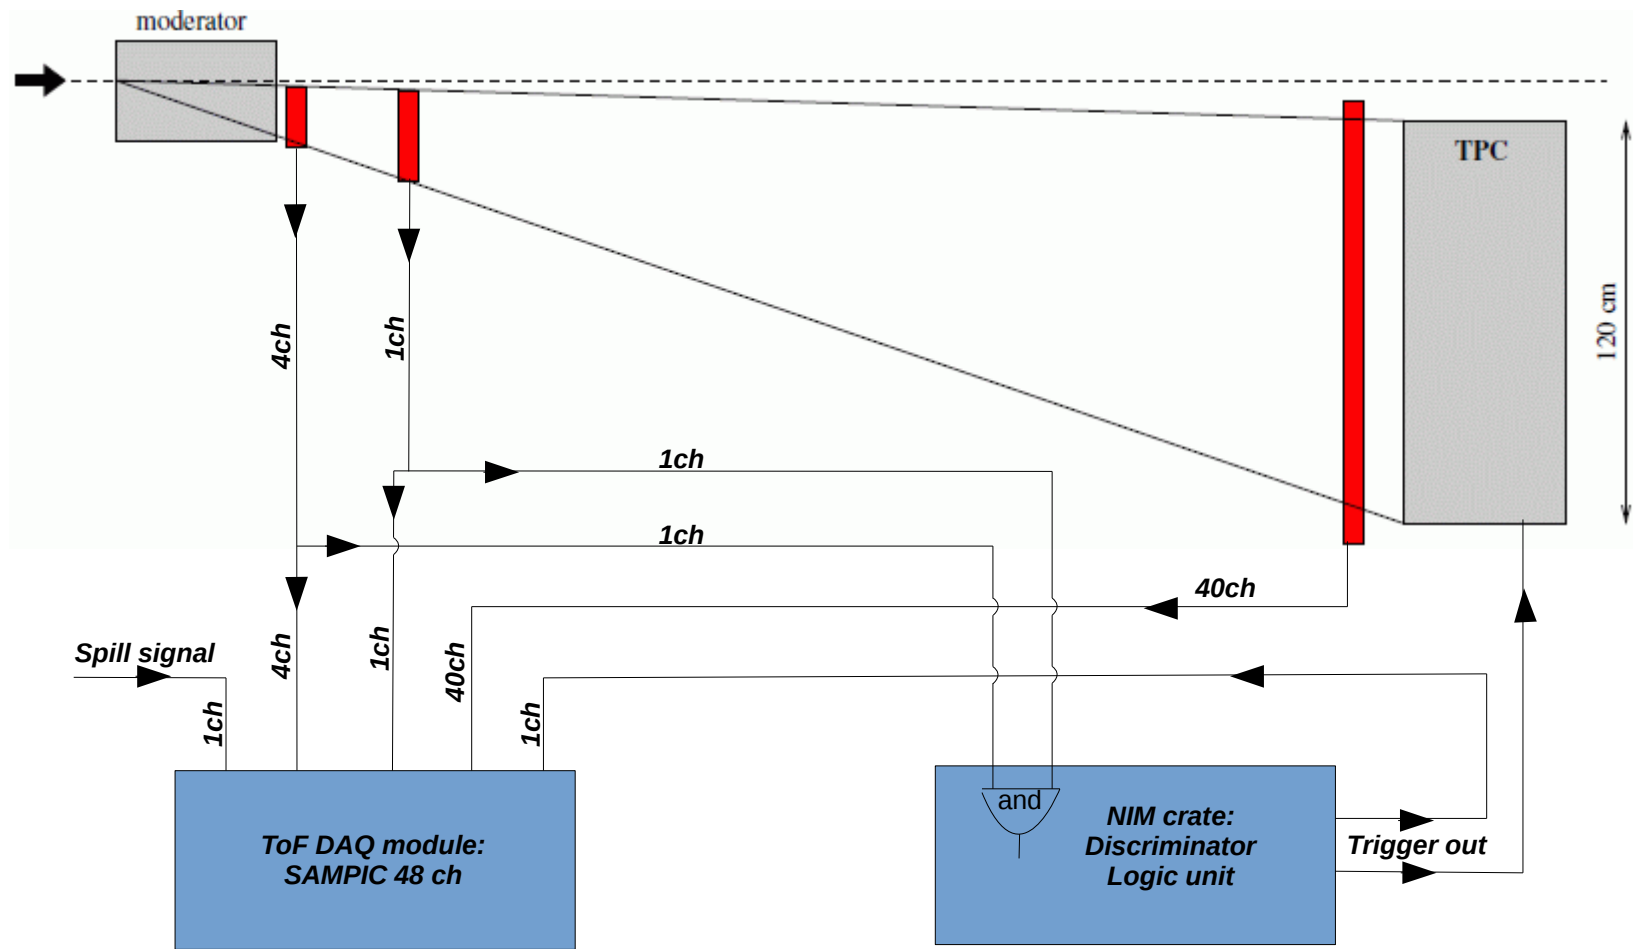 moderator
TPC
120 cm
4ch
1ch
1ch
1ch
40ch
Spill signal
1ch
4ch
1ch
40ch
1ch
and
ToF DAQ module:
SAMPIC 48 ch
NIM crate:
Discriminator
Logic unit
Trigger out